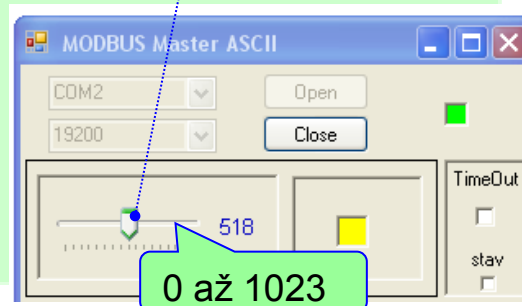 MODBUS Master ASCII
COM2
Open
19200
Close
TimeOut
518
stav
0 až 1023